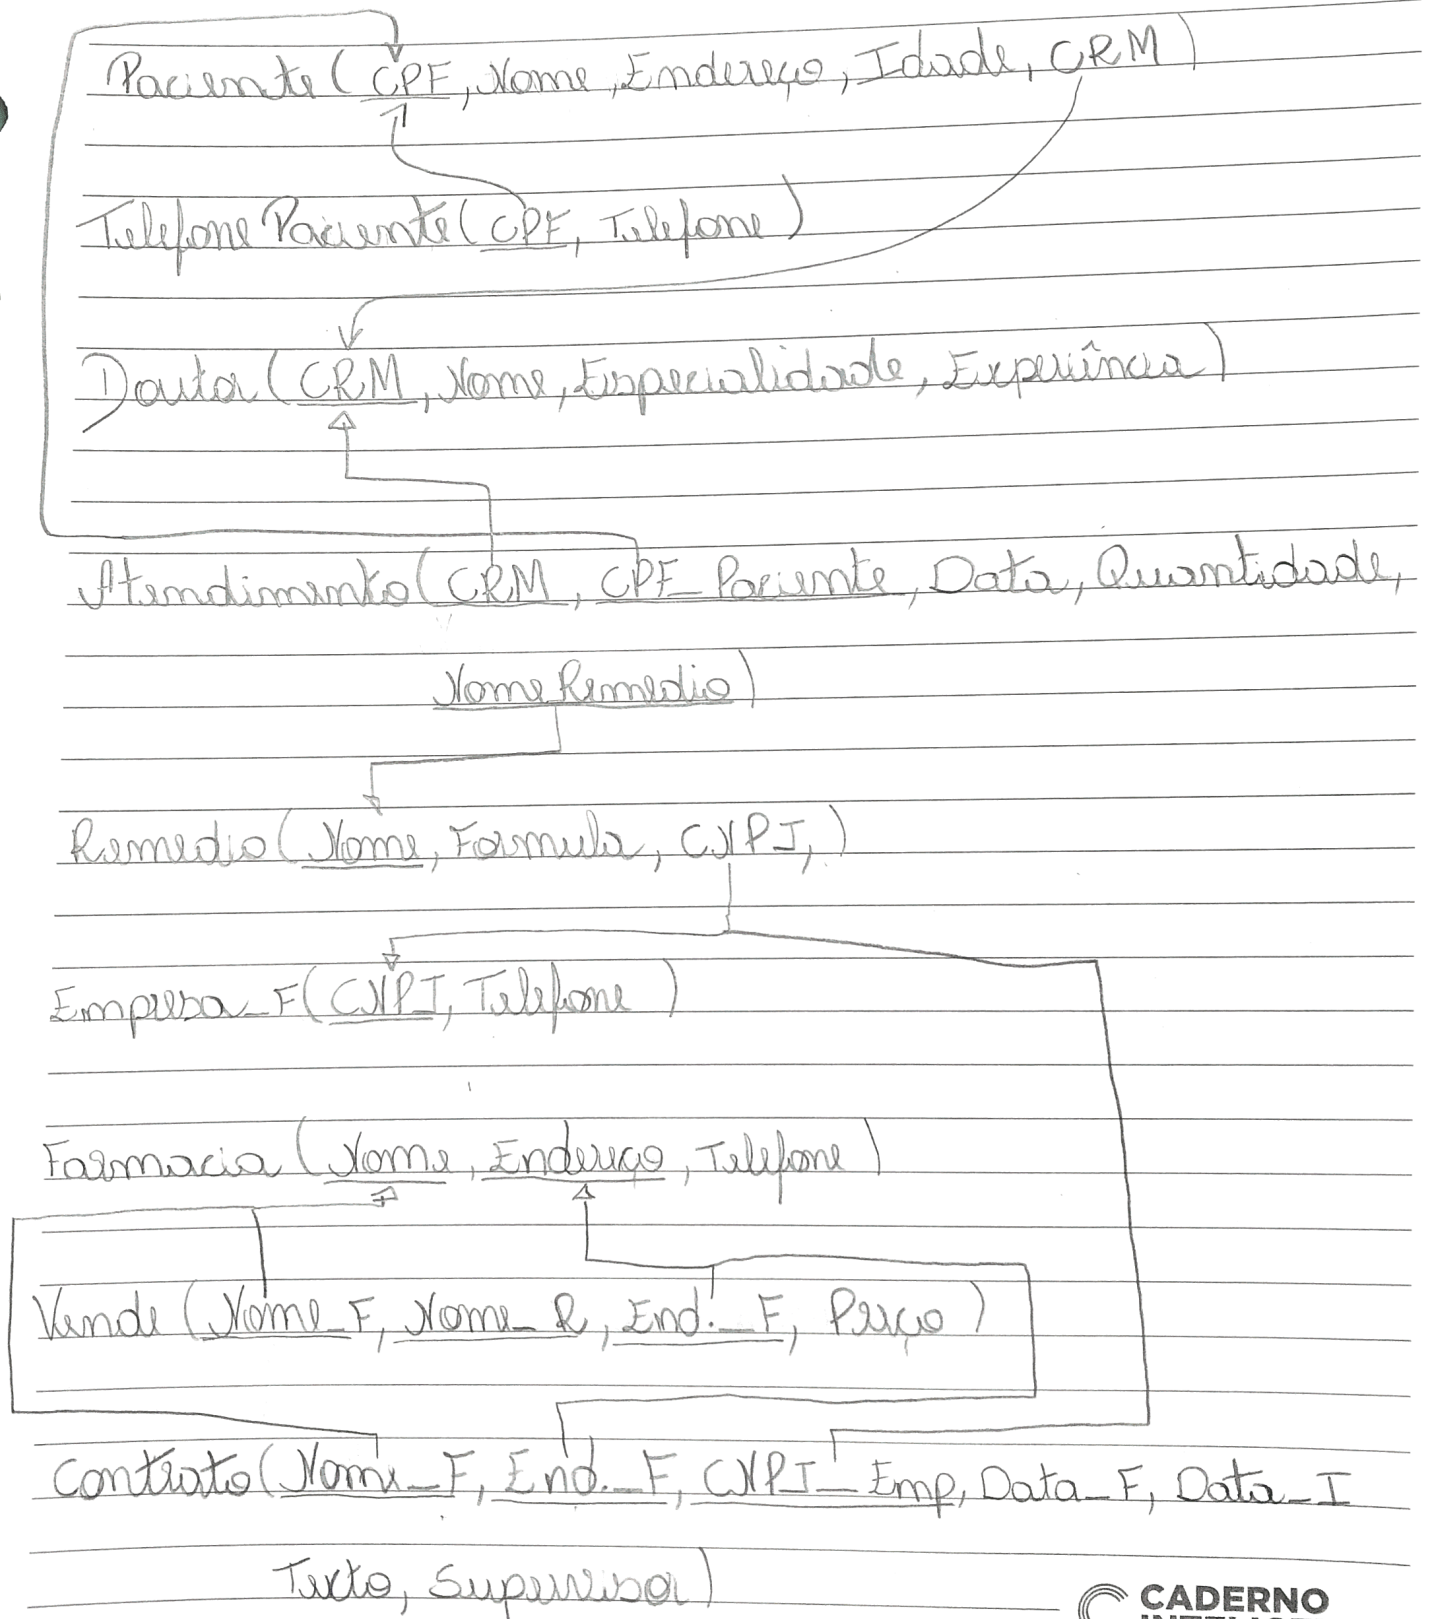 Paciente ( CPF, Nome, Endereço, Idade, CRM )
Telefone Paciente ( CPF, Telefone )
Doutor ( CRM, Nome, Especialidade, Experiência )
Atendimento ( CRM, CPF_Paciente, Data, Quantidade,
Nome Remedio )
Remedio ( Nome, Formula, CNPJ, )
Empresa_F ( CNPJ, Telefone )
Farmacia ( Nome, Endereço, Telefone )
Vende ( Nome_F, Nome_R, End._F, Preço )
Contrato ( Nome_F, End._F, CNPJ_Emp, Data_F, Data_I
Texto, Supervisor )
CADERNO